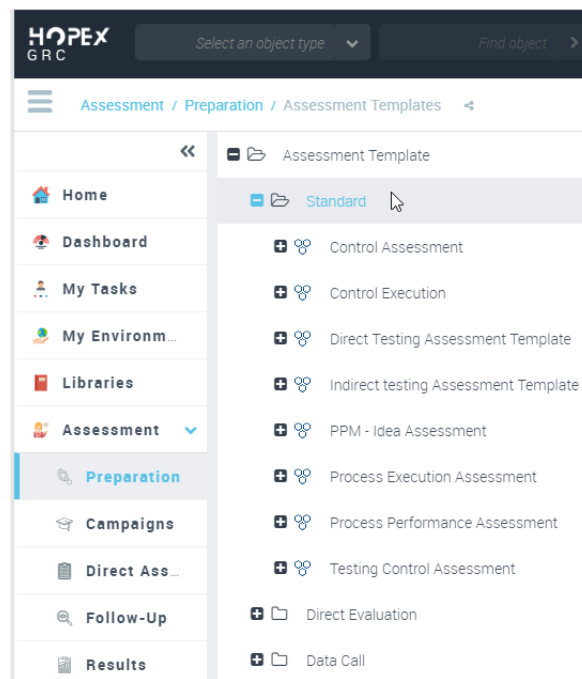 HOPEX
GRC
Select an object type
Find object
Assessment / Preparation / Assessment Templates
Home
Dashboard
My Tasks
My Environm...
Libraries
Assessment
Preparation
Campaigns
Direct Ass...
Follow-Up
Results
Assessment Template
Standard
Control Assessment
Control Execution
Direct Testing Assessment Template
Indirect testing Assessment Template
PPM - Idea Assessment
Process Execution Assessment
Process Performance Assessment
Testing Control Assessment
Direct Evaluation
Data Call